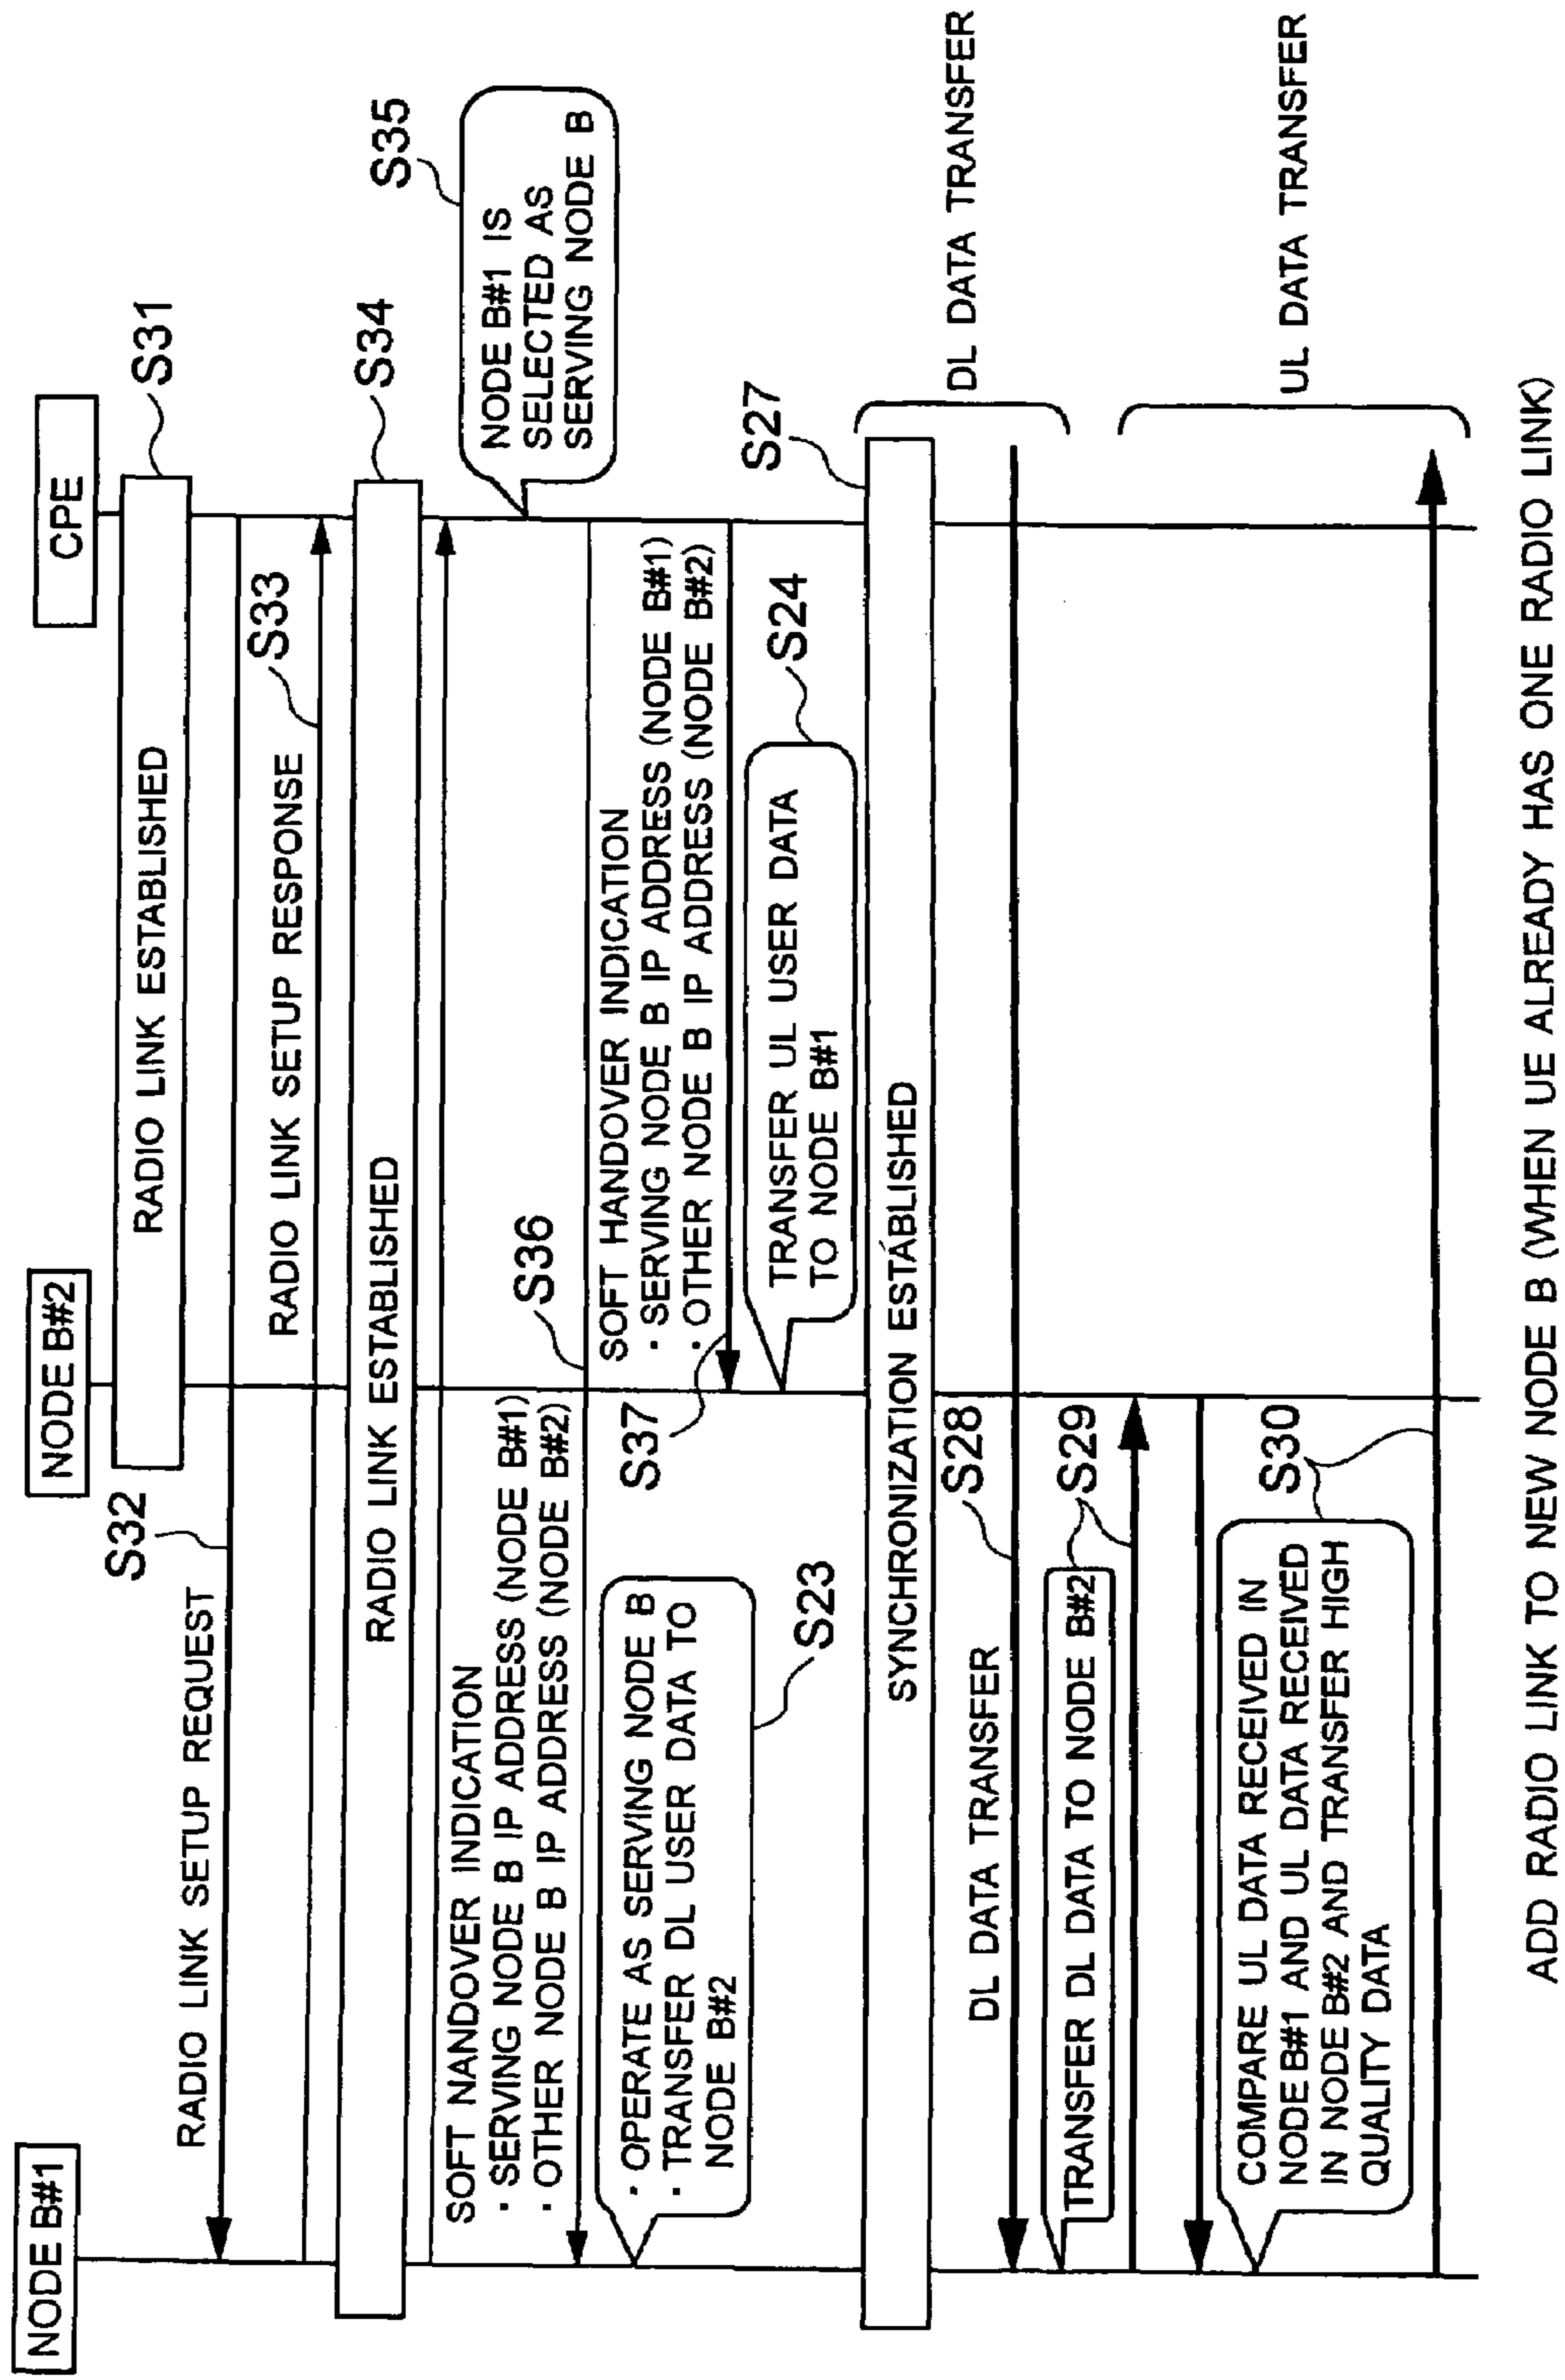 NODE B#1
NODE B#2
CPE
RADIO LINK ESTABLISHED
S31
RADIO LINK SETUP REQUEST
S32
RADIO LINK SETUP RESPONSE
S33
RADIO LINK ESTABLISHED
S34
NODE B#1 IS
SELECTED AS
SERVING NODE B
S35
SOFT NANDOVER INDICATION
· SERVING NODE B IP ADDRESS (NODE B#1)
· OTHER NODE B IP ADDRESS (NODE B#2)
S36
· OPERATE AS SERVING NODE B
· TRANSFER DL USER DATA TO
NODE B#2
S23
SOFT HANDOVER INDICATION
· SERVING NODE B IP ADDRESS (NODE B#1)
· OTHER NODE B IP ADDRESS (NODE B#2)
S37
TRANSFER UL USER DATA
TO NODE B#1
S24
SYNCHRONIZATION ESTABLISHED
S27
DL DATA TRANSFER
S28
DL DATA TRANSFER
TRANSFER DL DATA TO NODE B#2
S29
COMPARE UL DATA RECEIVED IN
NODE B#1 AND UL DATA RECEIVED
IN NODE B#2 AND TRANSFER HIGH
QUALITY DATA
S30
UL DATA TRANSFER
ADD RADIO LINK TO NEW NODE B (WHEN UE ALREADY HAS ONE RADIO LINK)